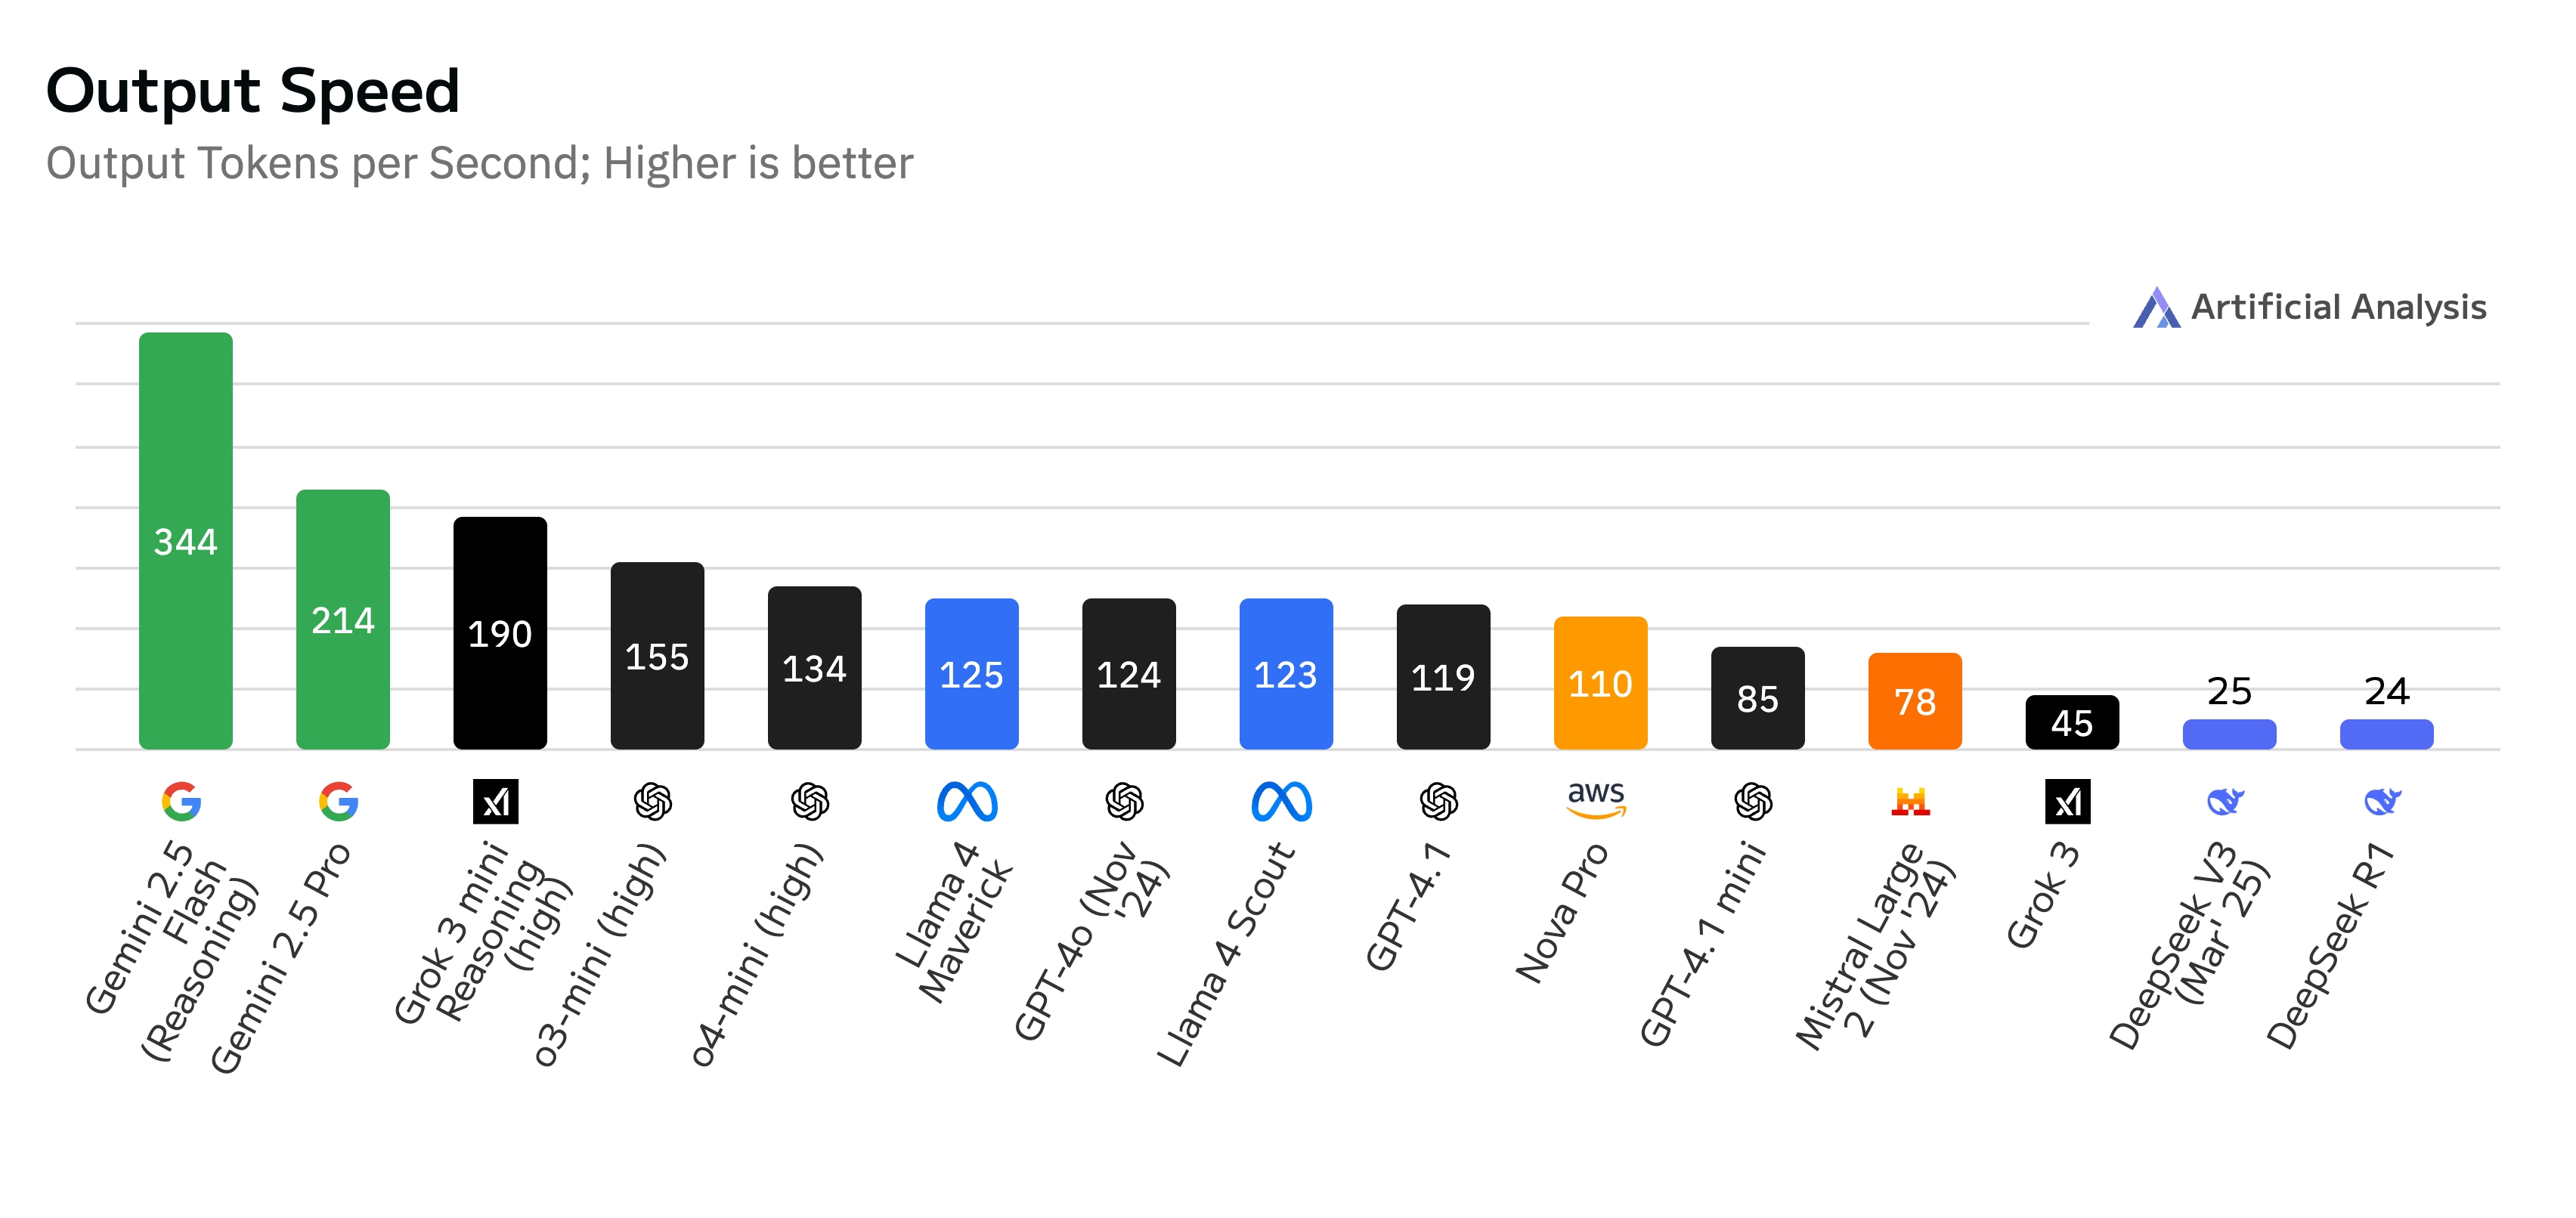 Output Speed
Output Tokens per Second; Higher is better
Artificial Analysis
344
214
190
155
134
125
124
123
119
110
85
78
45
25
24
xI
aws
xI
Gemini 2.5
Flash
(Reasoning)
Gemini 2.5 Pro
Grok 3 mini
Reasoning
(high)
o3-mini (high)
o4-mini (high)
Llama 4
Maverick
GPT-4o (Nov
'24)
Llama 4 Scout
GPT-4.1
Nova Pro
GPT-4.1 mini
Mistral Large
2 (Nov '24)
Grok 3
DeepSeek V3
(Mar' 25)
DeepSeek R1